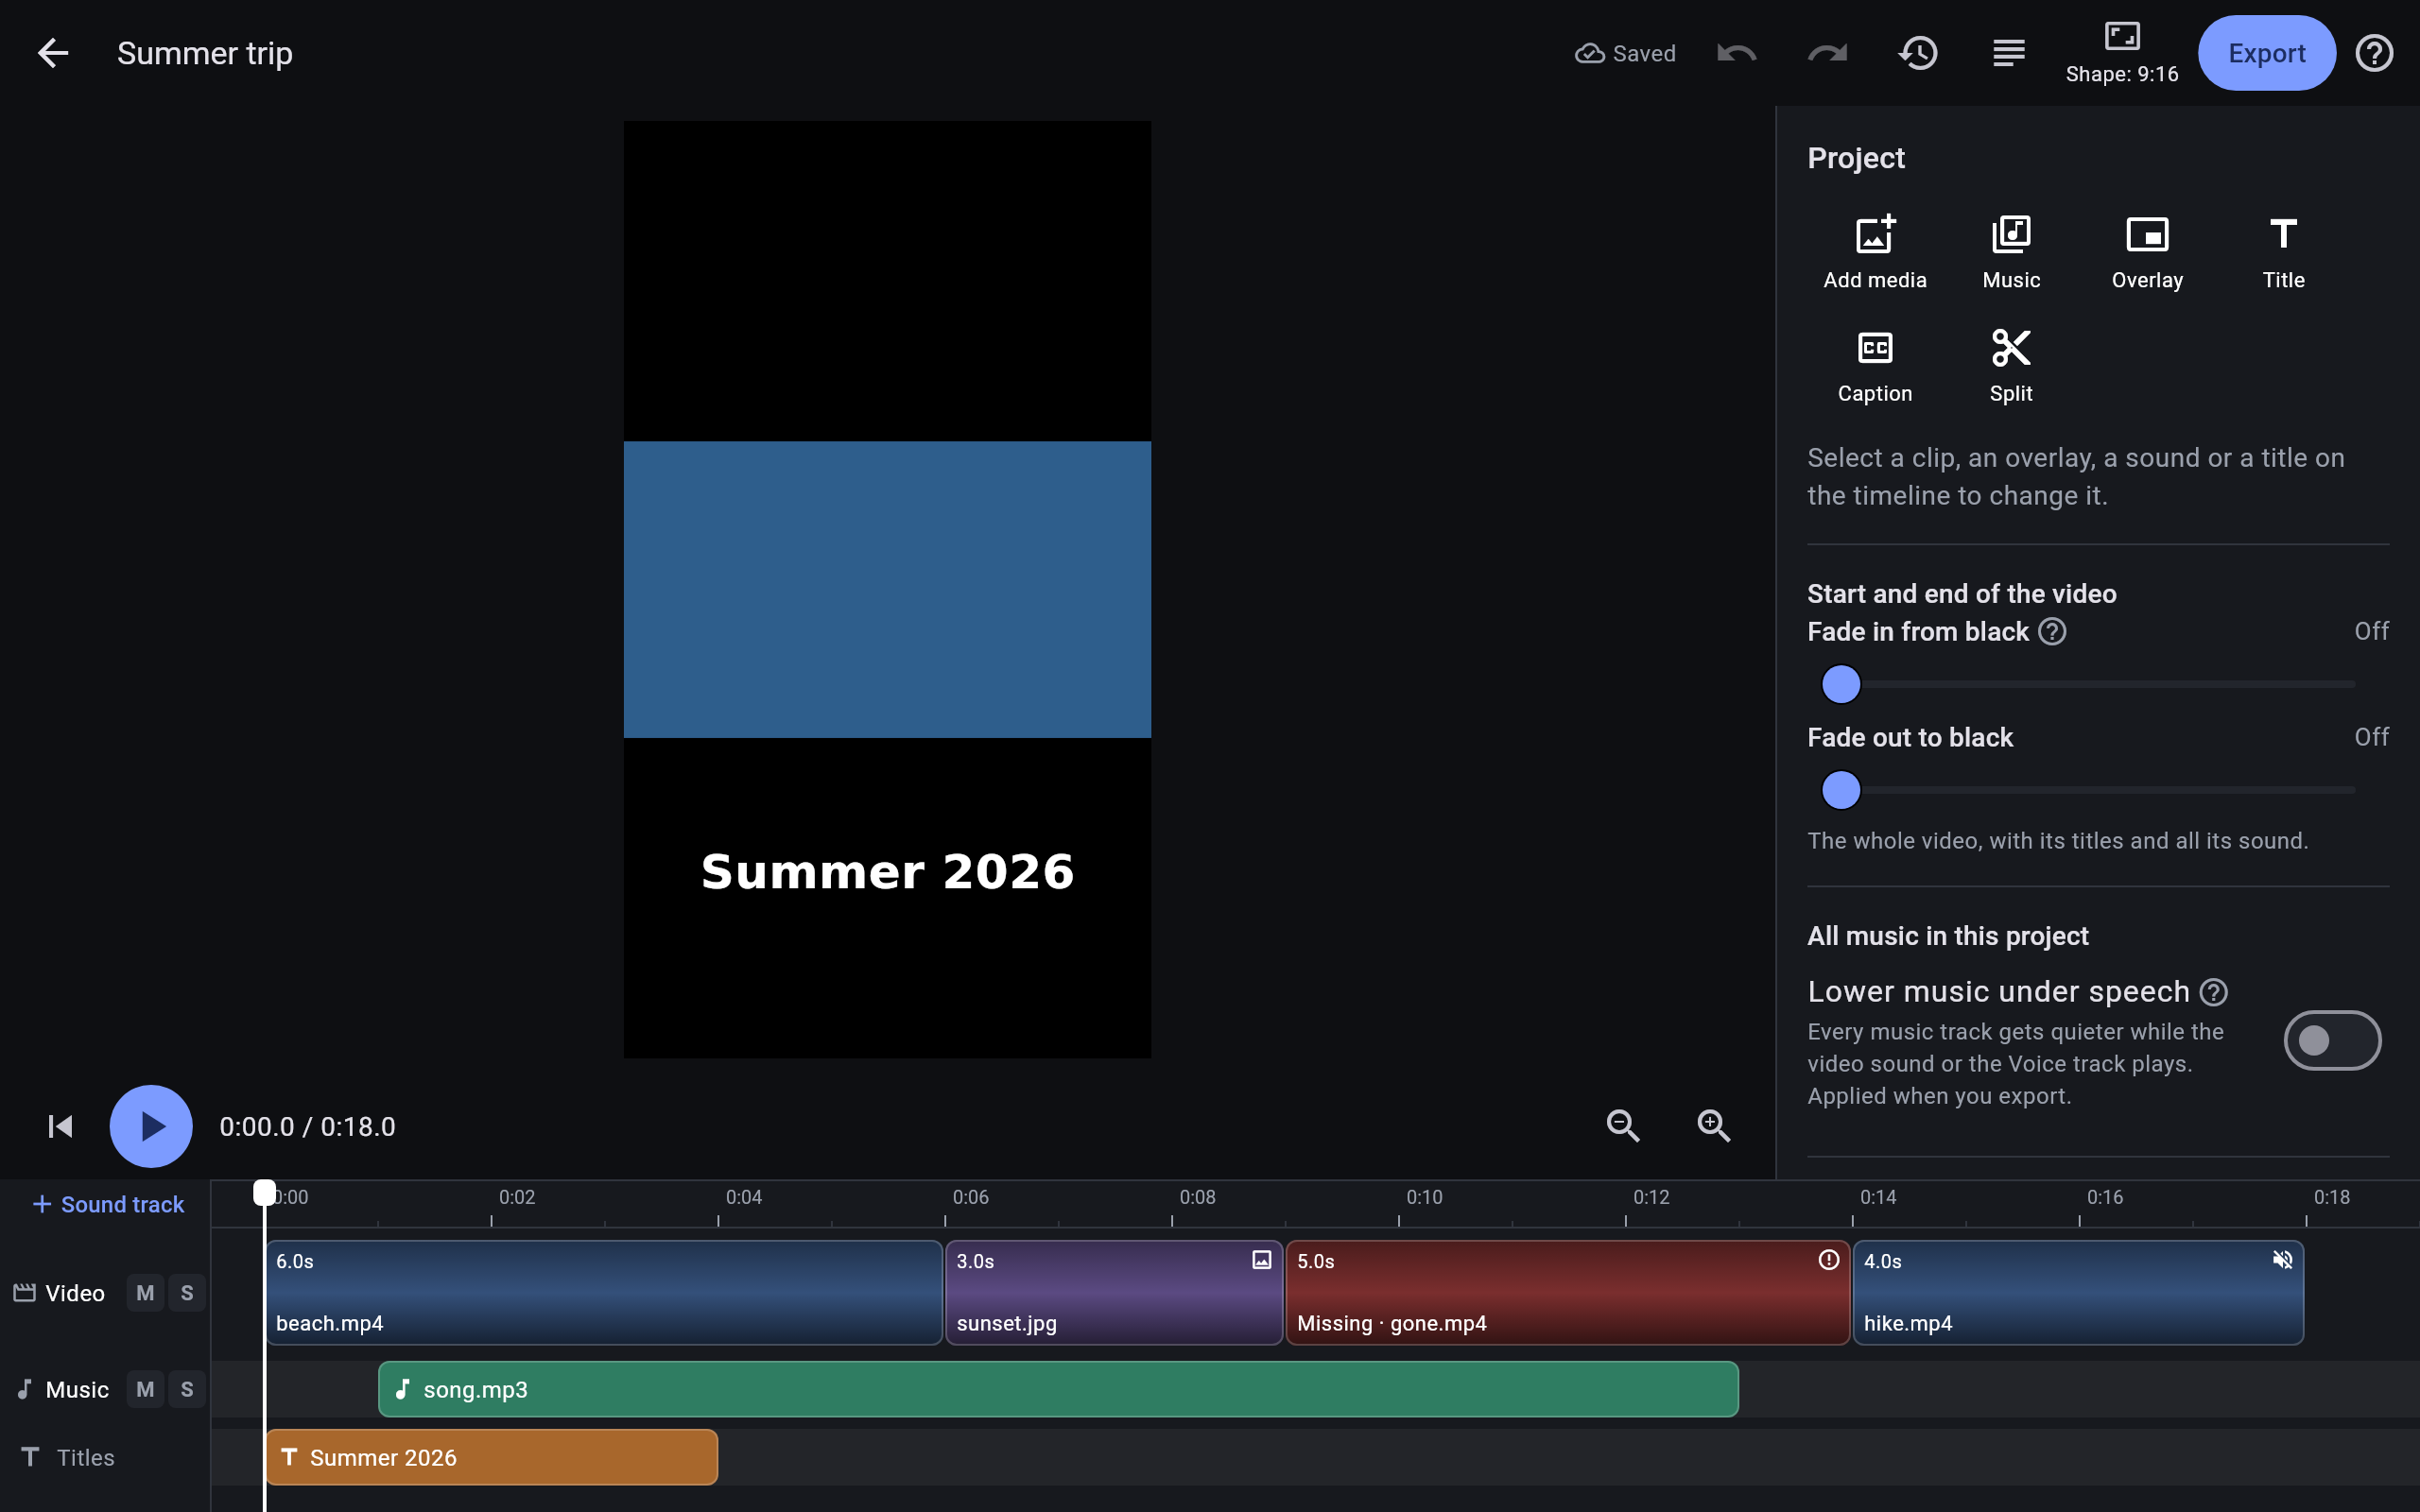 Summer trip
Saved
Shape: 9:16
Export
Project
Add media
Music
Overlay
Title
CC
Caption
Split
Select a clip, an overlay, a sound or a title on
the timeline to change it.
Start and end of the video
Fade in from black
Off
Fade out to black
Off
The whole video, with its titles and all its sound.
All music in this project
Lower music under speech
Every music track gets quieter while the
video sound or the Voice track plays.
Applied when you export.
Summer 2026
0:00.0 / 0:18.0
+ Sound track
0:00 0:02 0:04 0:06 0:08 0:10 0:12 0:14 0:16 0:18
Video M S
6.0s
beach.mp4
3.0s
sunset.jpg
5.0s
Missing · gone.mp4
4.0s
hike.mp4
Music M S
song.mp3
Titles
T Summer 2026